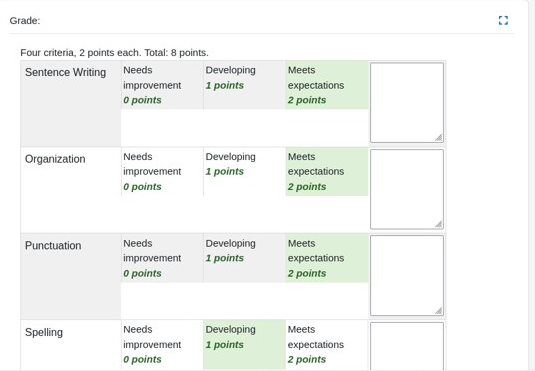 Grade:
Four criteria, 2 points each. Total: 8 points.
Sentence Writing
Needs improvement
0 points
Developing
1 points
Meets expectations
2 points
Organization
Needs improvement
0 points
Developing
1 points
Meets expectations
2 points
Punctuation
Needs improvement
0 points
Developing
1 points
Meets expectations
2 points
Spelling
Needs improvement
0 points
Developing
1 points
Meets expectations
2 points